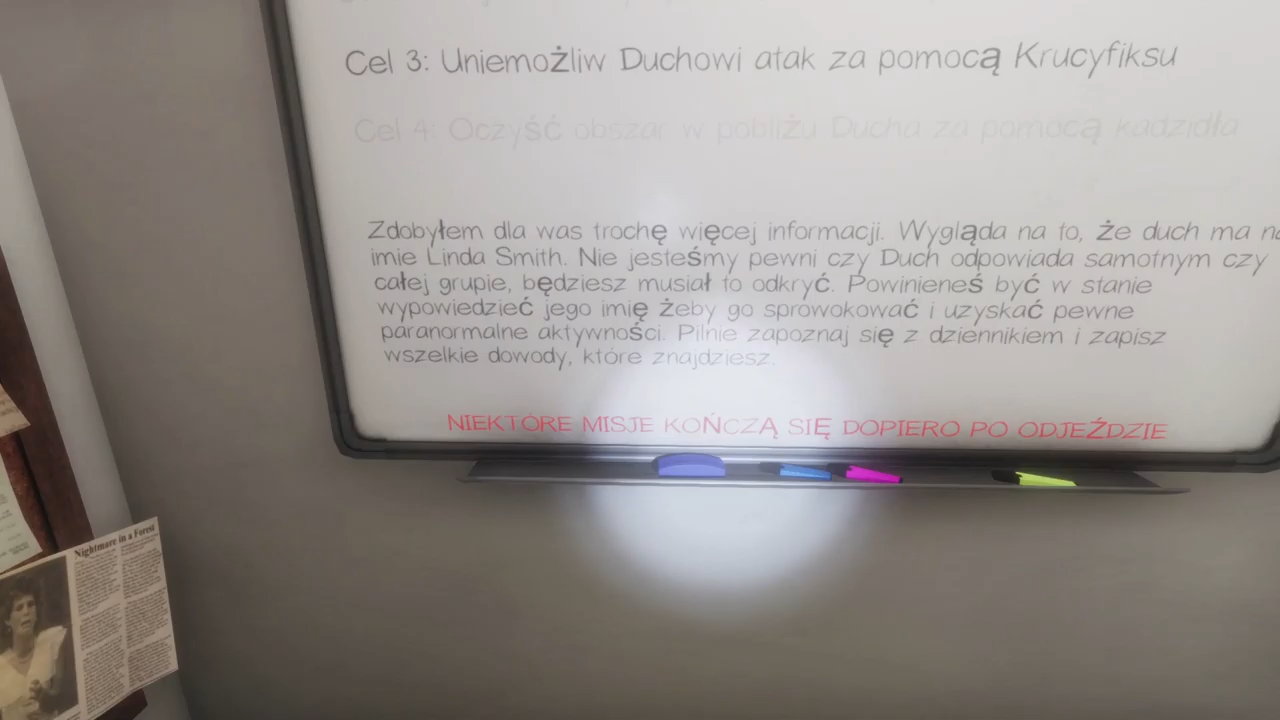 Cel 3: Uniemożliw Duchowi atak za pomocą Krucyfiksu
Cel 4: Oczyść obszar w pobliżu Ducha za pomocą kadzidła
Zdobyłem dla was trochę więcej informacji. Wygląda na to, że duch ma na
imie Linda Smith. Nie jesteśmy pewni czy Duch odpowiada samotnym czy
całej grupie, będziesz musiał to odkryć. Powinieneś być w stanie
wypowiedzieć jego imię żeby go sprowokować i uzyskać pewne
paranormalne aktywności. Pilnie zapoznaj się z dziennikiem i zapisz
wszelkie dowody, które znajdziesz.
NIEKTÓRE MISJE KOŃCZĄ SIĘ DOPIERO PO ODJEŹDZIE
Nightmare in a Forest